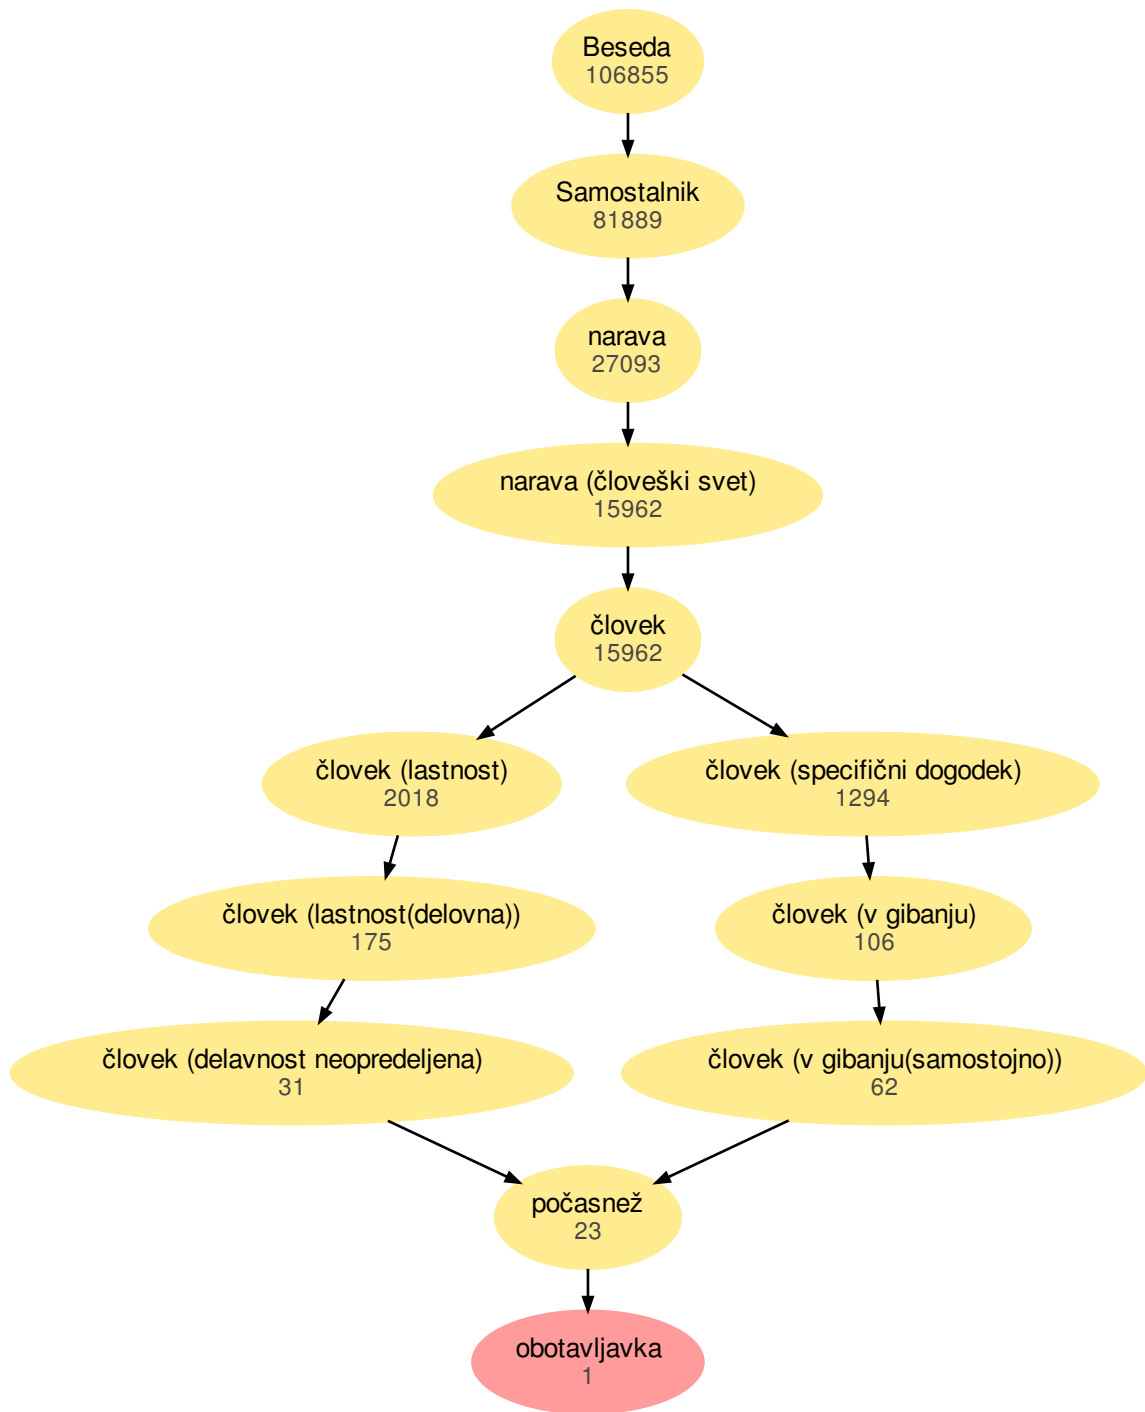 Beseda
106855
Samostalnik
81889
narava
27093
narava (človeški svet)
15962
človek
15962
človek (lastnost)
2018
človek (specifični dogodek)
1294
človek (lastnost(delovna))
175
človek (v gibanju)
106
človek (delavnost neopredeljena)
31
človek (v gibanju(samostojno))
62
počasnež
23
obotavljavka
1